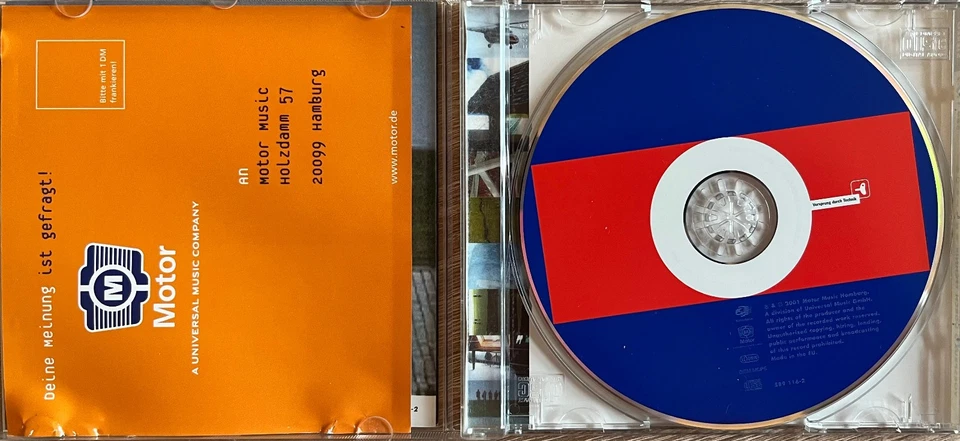 Bitte mit 1 DM
frankieren!
Deine Meinung ist gefragt!
An
Motor Music
Holzdamm 57
20099 Hamburg
www.motor.de
M
Motor
A UNIVERSAL MUSIC COMPANY
Vorsprung durch Technik
℗ & © 2001 Motor Music Hamburg.
A division of Universal Music GmbH.
All rights of the producer and the
owner of the recorded work reserved.
Unauthorized copying, hiring, lending,
public performance and broadcasting
of this record prohibited.
Made in the EU.
-2